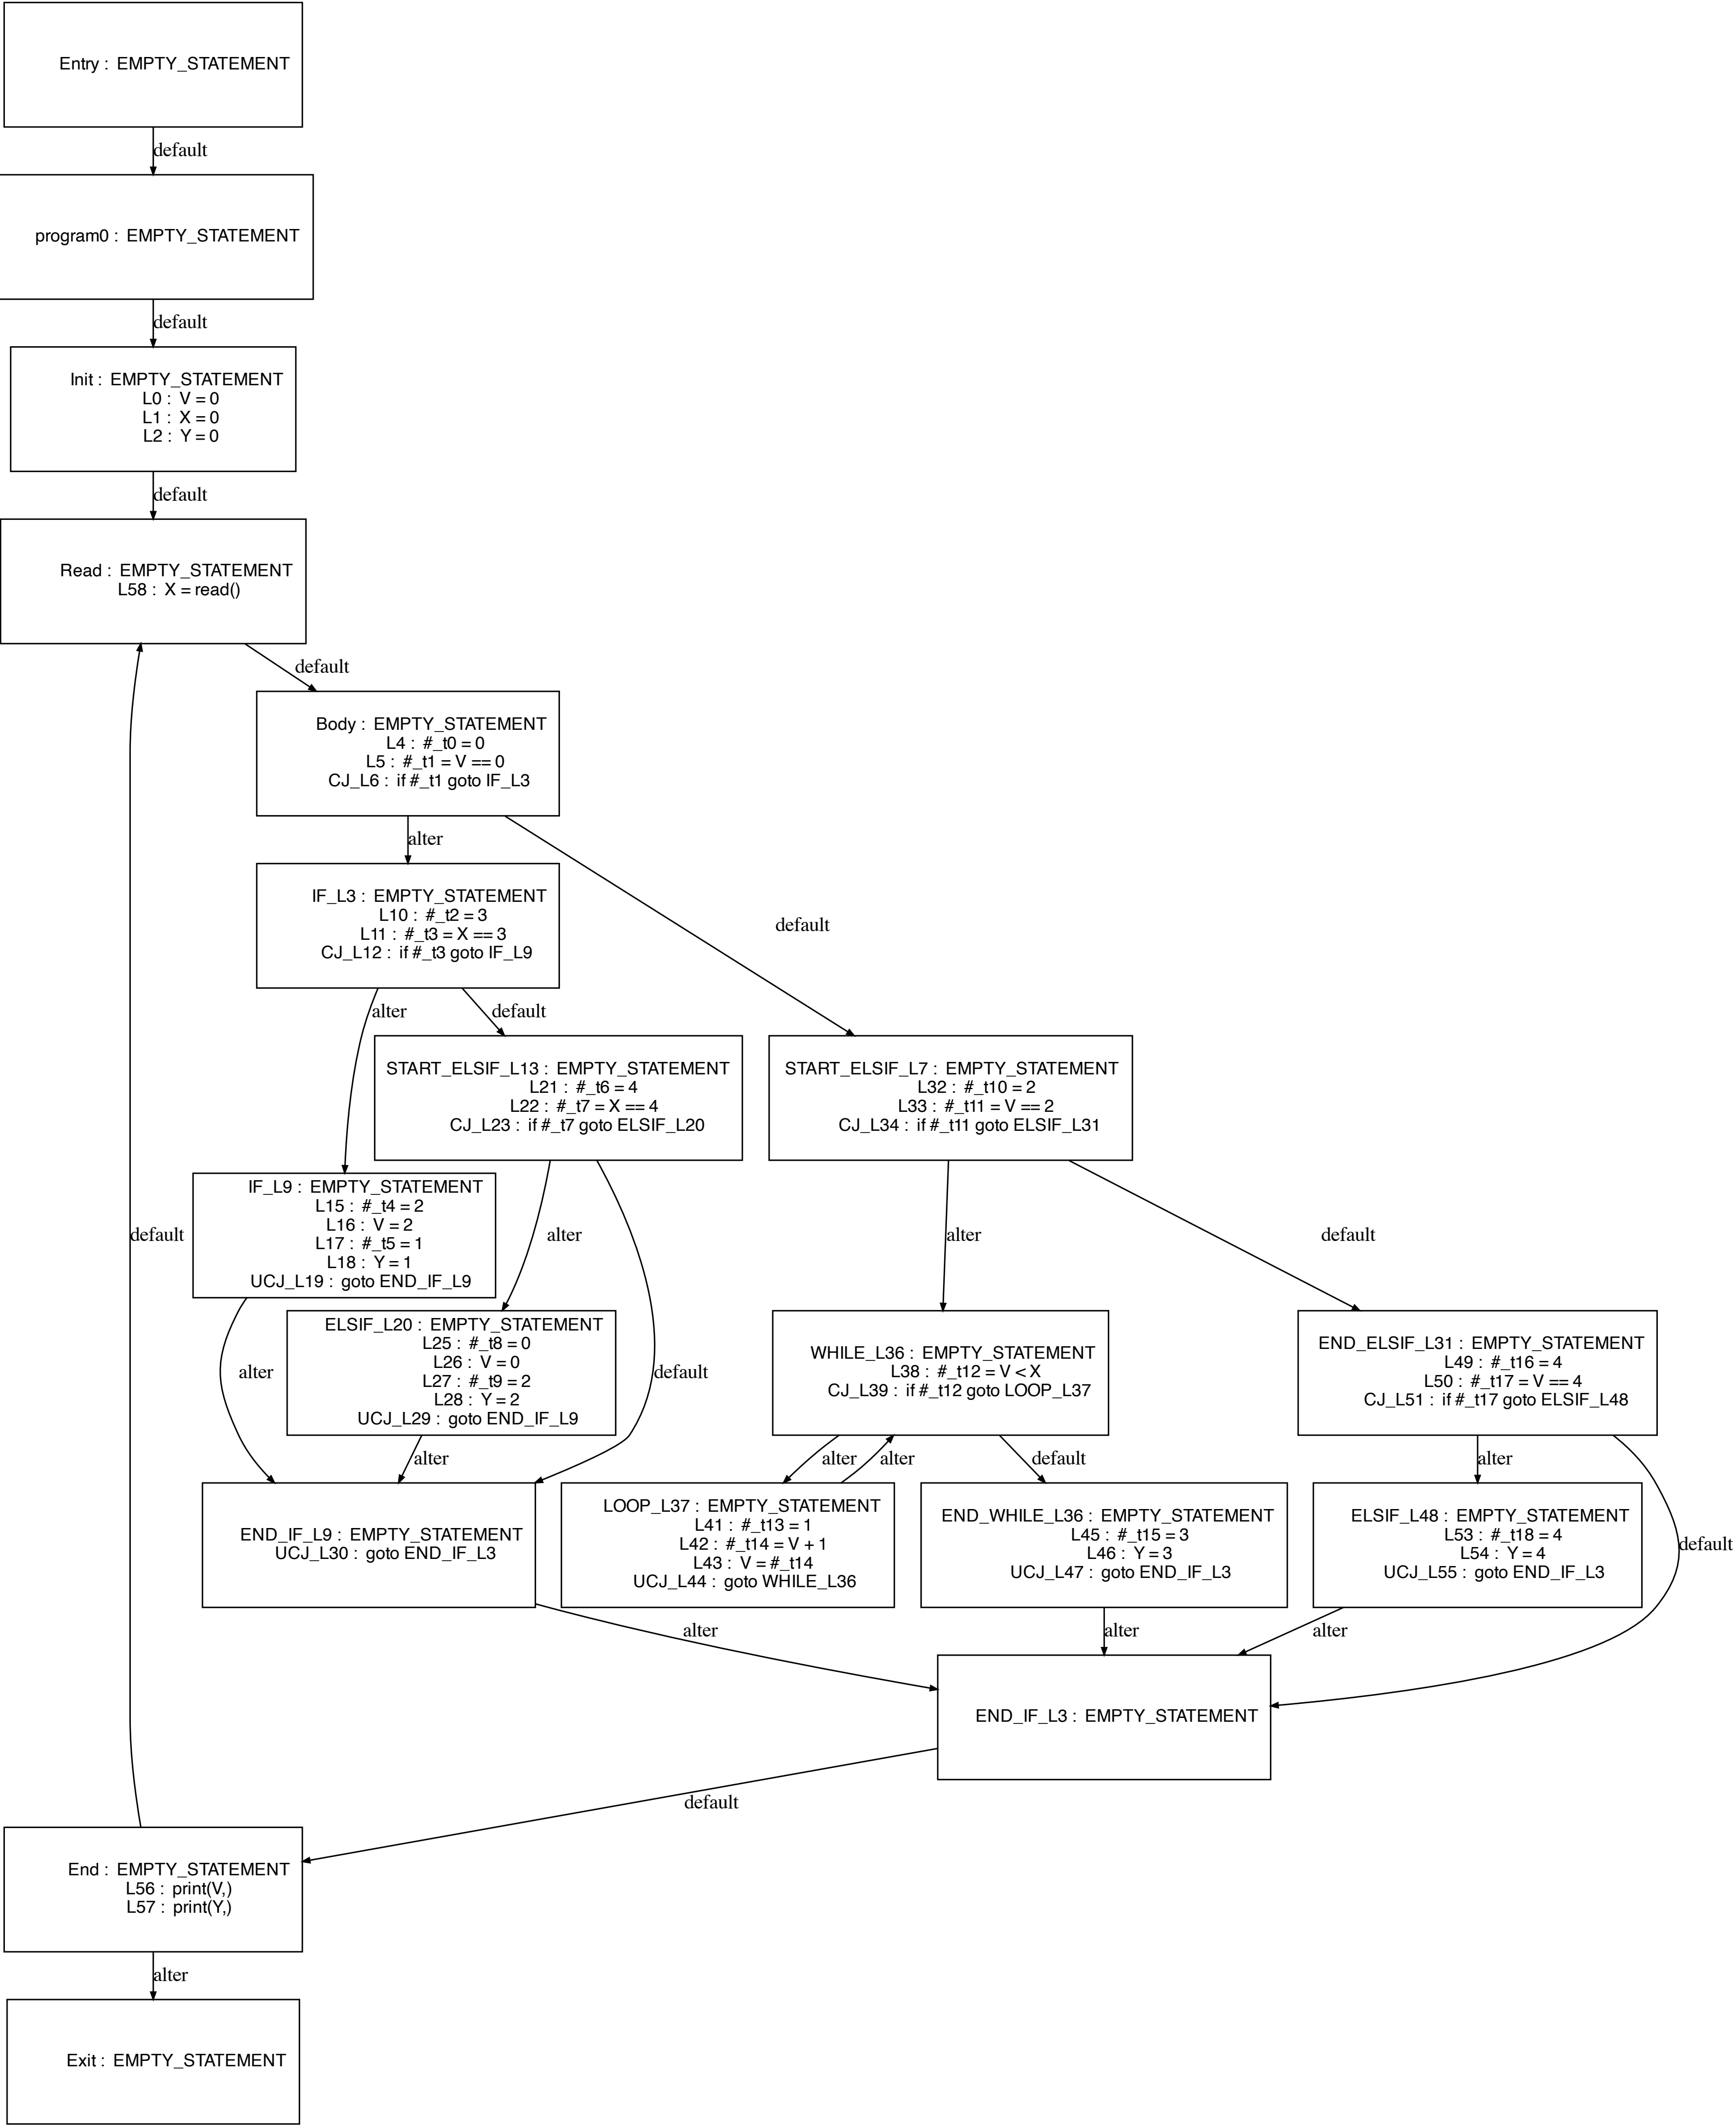 Entry : EMPTY_STATEMENT
default
program0 : EMPTY_STATEMENT
default
Init : EMPTY_STATEMENT
L0 : V = 0
L1 : X = 0
L2 : Y = 0
default
Read : EMPTY_STATEMENT
L58 : X = read()
default
Body : EMPTY_STATEMENT
L4 : #_t0 = 0
L5 : #_t1 = V == 0
CJ_L6 : if #_t1 goto IF_L3
alter
default
IF_L3 : EMPTY_STATEMENT
L10 : #_t2 = 3
L11 : #_t3 = X == 3
CJ_L12 : if #_t3 goto IF_L9
alter
default
START_ELSIF_L13 : EMPTY_STATEMENT
L21 : #_t6 = 4
L22 : #_t7 = X == 4
CJ_L23 : if #_t7 goto ELSIF_L20
START_ELSIF_L7 : EMPTY_STATEMENT
L32 : #_t10 = 2
L33 : #_t11 = V == 2
CJ_L34 : if #_t11 goto ELSIF_L31
IF_L9 : EMPTY_STATEMENT
L15 : #_t4 = 2
L16 : V = 2
L17 : #_t5 = 1
L18 : Y = 1
UCJ_L19 : goto END_IF_L9
default
alter
alter
default
ELSIF_L20 : EMPTY_STATEMENT
L25 : #_t8 = 0
L26 : V = 0
L27 : #_t9 = 2
L28 : Y = 2
UCJ_L29 : goto END_IF_L9
alter
default
WHILE_L36 : EMPTY_STATEMENT
L38 : #_t12 = V < X
CJ_L39 : if #_t12 goto LOOP_L37
END_ELSIF_L31 : EMPTY_STATEMENT
L49 : #_t16 = 4
L50 : #_t17 = V == 4
CJ_L51 : if #_t17 goto ELSIF_L48
alter
alter
alter
default
alter
END_IF_L9 : EMPTY_STATEMENT
UCJ_L30 : goto END_IF_L3
LOOP_L37 : EMPTY_STATEMENT
L41 : #_t13 = 1
L42 : #_t14 = V + 1
L43 : V = #_t14
UCJ_L44 : goto WHILE_L36
END_WHILE_L36 : EMPTY_STATEMENT
L45 : #_t15 = 3
L46 : Y = 3
UCJ_L47 : goto END_IF_L3
ELSIF_L48 : EMPTY_STATEMENT
L53 : #_t18 = 4
L54 : Y = 4
UCJ_L55 : goto END_IF_L3
default
alter
alter
alter
END_IF_L3 : EMPTY_STATEMENT
default
End : EMPTY_STATEMENT
L56 : print(V,)
L57 : print(Y,)
alter
Exit : EMPTY_STATEMENT